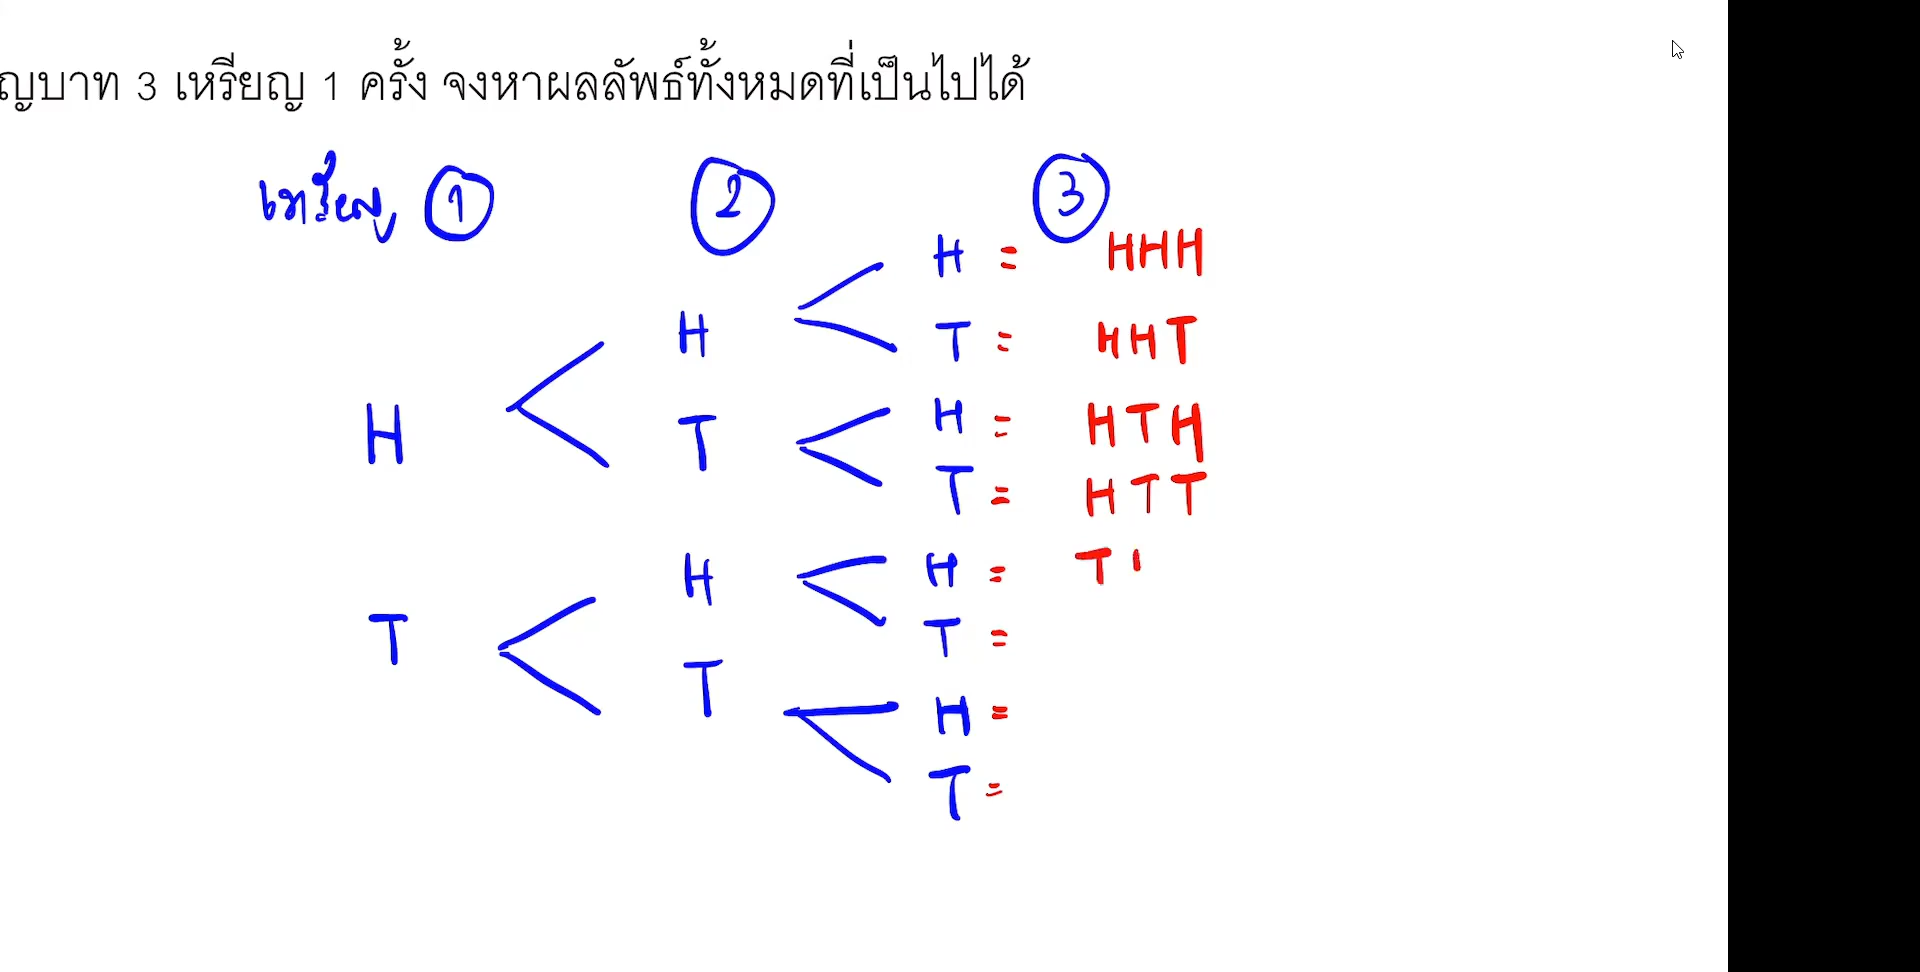 ญบาท 3 เหรียญ 1 ครั้ง จงหาผลลัพธ์ทั้งหมดที่เป็นไปได้
เหรียญ 1 2 3
H = HHH
H
T = HHT
H
H = HTH
T
T = HTT
H H = T
T
T =
T
H =
T =